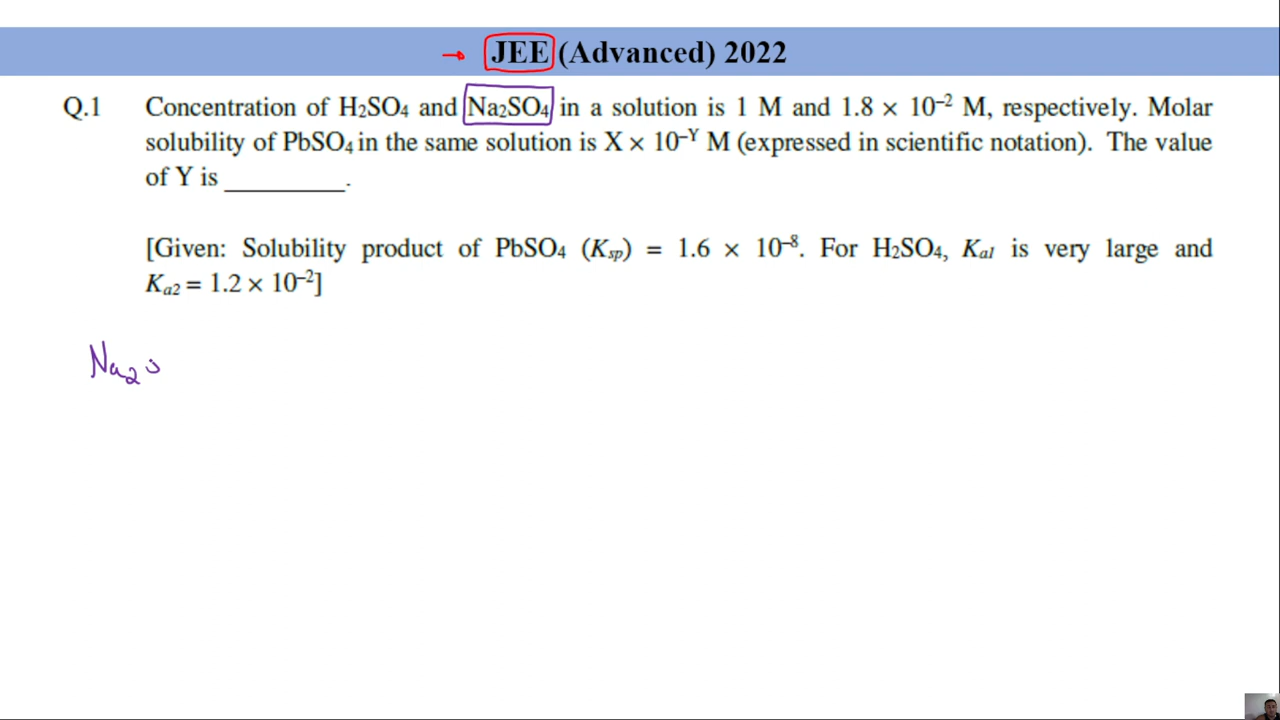 → JEE (Advanced) 2022
Q.1 Concentration of H₂SO₄ and Na₂SO₄ in a solution is 1 M and 1.8 × 10⁻² M, respectively. Molar
solubility of PbSO₄ in the same solution is X × 10⁻ʸ M (expressed in scientific notation). The value
of Y is __________.
[Given: Solubility product of PbSO₄ (Kₛₚ) = 1.6 × 10⁻⁸. For H₂SO₄, Kₐ₁ is very large and
Kₐ₂ = 1.2 × 10⁻²]
Na₂